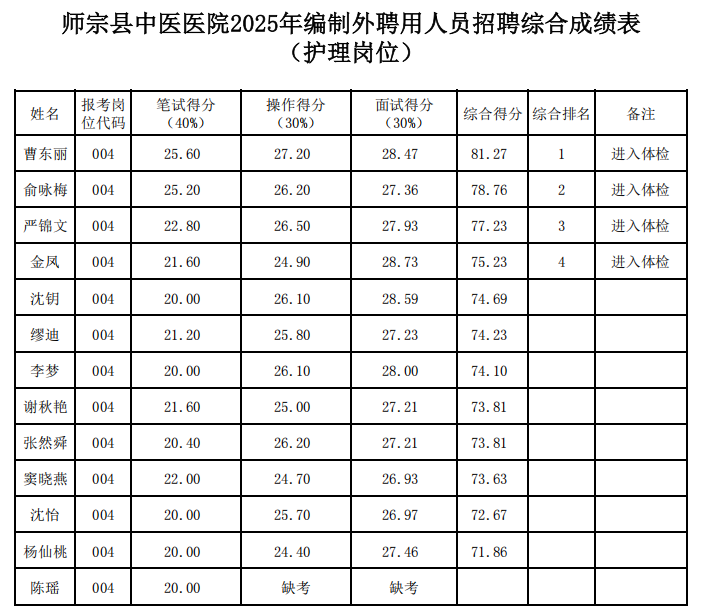 师宗县中医医院2025年编制外聘用人员招聘综合成绩表
（护理岗位）
姓名 报考岗位代码 笔试得分（40%） 操作得分（30%） 面试得分（30%） 综合得分 综合排名 备注
曹东丽 004 25.60 27.20 28.47 81.27 1 进入体检
俞咏梅 004 25.20 26.20 27.36 78.76 2 进入体检
严锦文 004 22.80 26.50 27.93 77.23 3 进入体检
金凤 004 21.60 24.90 28.73 75.23 4 进入体检
沈钥 004 20.00 26.10 28.59 74.69
缪迪 004 21.20 25.80 27.23 74.23
李梦 004 20.00 26.10 28.00 74.10
谢秋艳 004 21.60 25.00 27.21 73.81
张然舜 004 20.40 26.20 27.21 73.81
窦晓燕 004 22.00 24.70 26.93 73.63
沈怡 004 20.00 25.70 26.97 72.67
杨仙桃 004 20.00 24.40 27.46 71.86
陈瑶 004 20.00 缺考 缺考